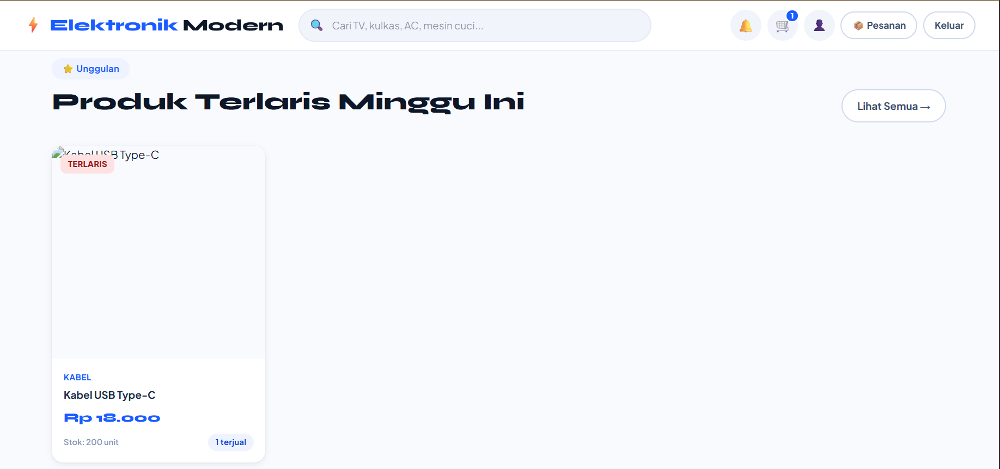 Elektronik Modern
Cari TV, kulkas, AC, mesin cuci...
1
Pesanan
Keluar
Unggulan
Produk Terlaris Minggu Ini
Lihat Semua →
Kabel USB Type-C
TERLARIS
KABEL
Kabel USB Type-C
Rp 18.000
Stok: 200 unit
1 terjual